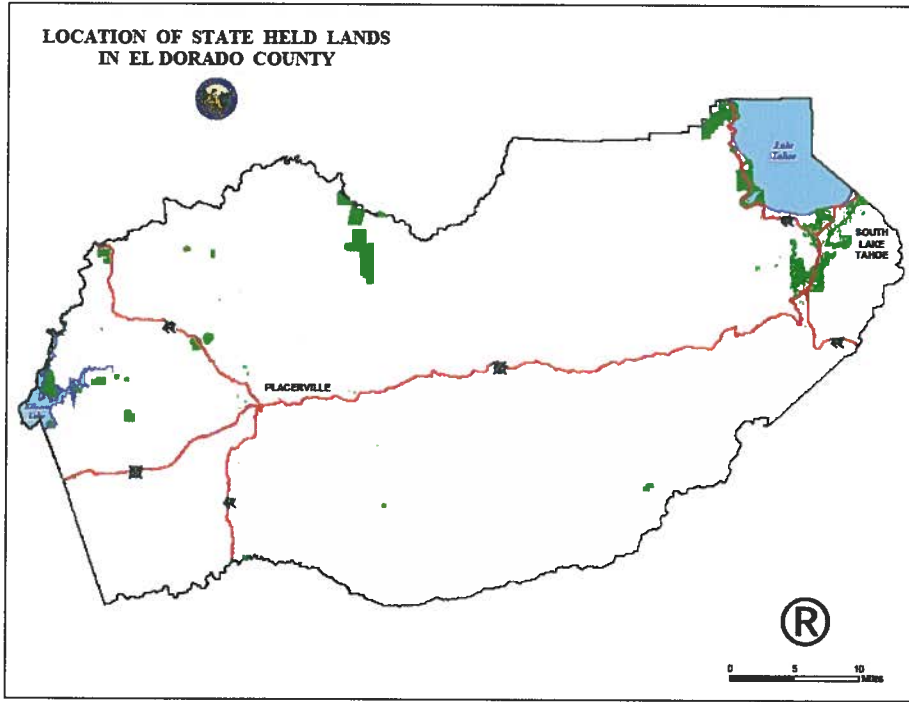 LOCATION OF STATE HELD LANDS
IN EL DORADO COUNTY
Lake
Tahoe
SOUTH
LAKE
TAHOE
PLACERVILLE
Lake
®
0 5 10
Miles